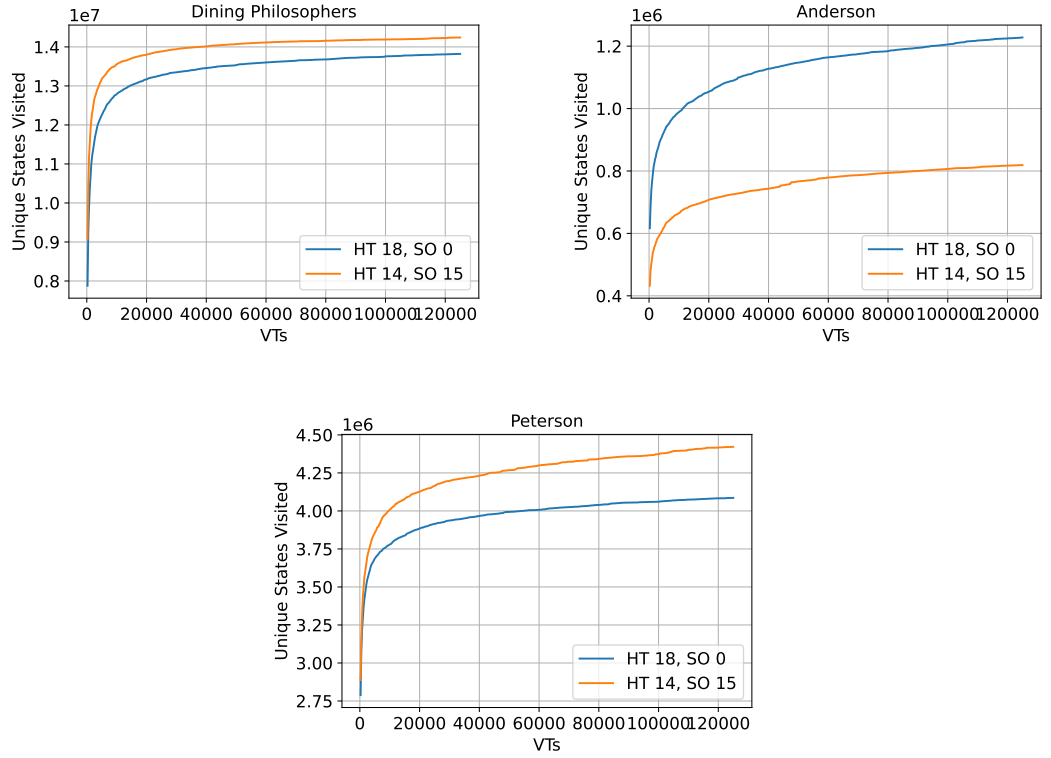 Dining Philosophers
1e7
Unique States Visited
1.4
1.3
1.2
1.1
1.0
0.9
0.8
HT 18, SO 0
HT 14, SO 15
0 20000 40000 60000 80000 100000 120000
VTs
Anderson
1e6
Unique States Visited
1.2
1.0
0.8
0.6
0.4
HT 18, SO 0
HT 14, SO 15
0 20000 40000 60000 80000 100000 120000
VTs
Peterson
1e6
Unique States Visited
4.50
4.25
4.00
3.75
3.50
3.25
3.00
2.75
HT 18, SO 0
HT 14, SO 15
0 20000 40000 60000 80000 100000 120000
VTs